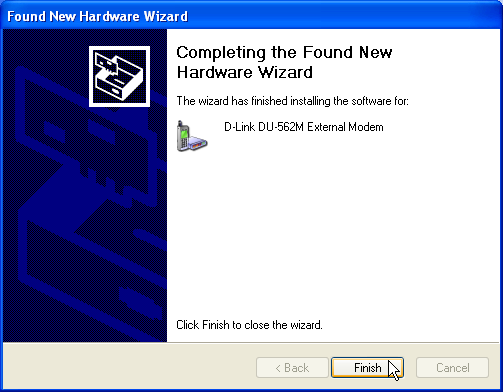 Found New Hardware Wizard
Completing the Found New
Hardware Wizard
The wizard has finished installing the software for:
D-Link DU-562M External Modem
Click Finish to close the wizard.
< Back
Finish
Cancel